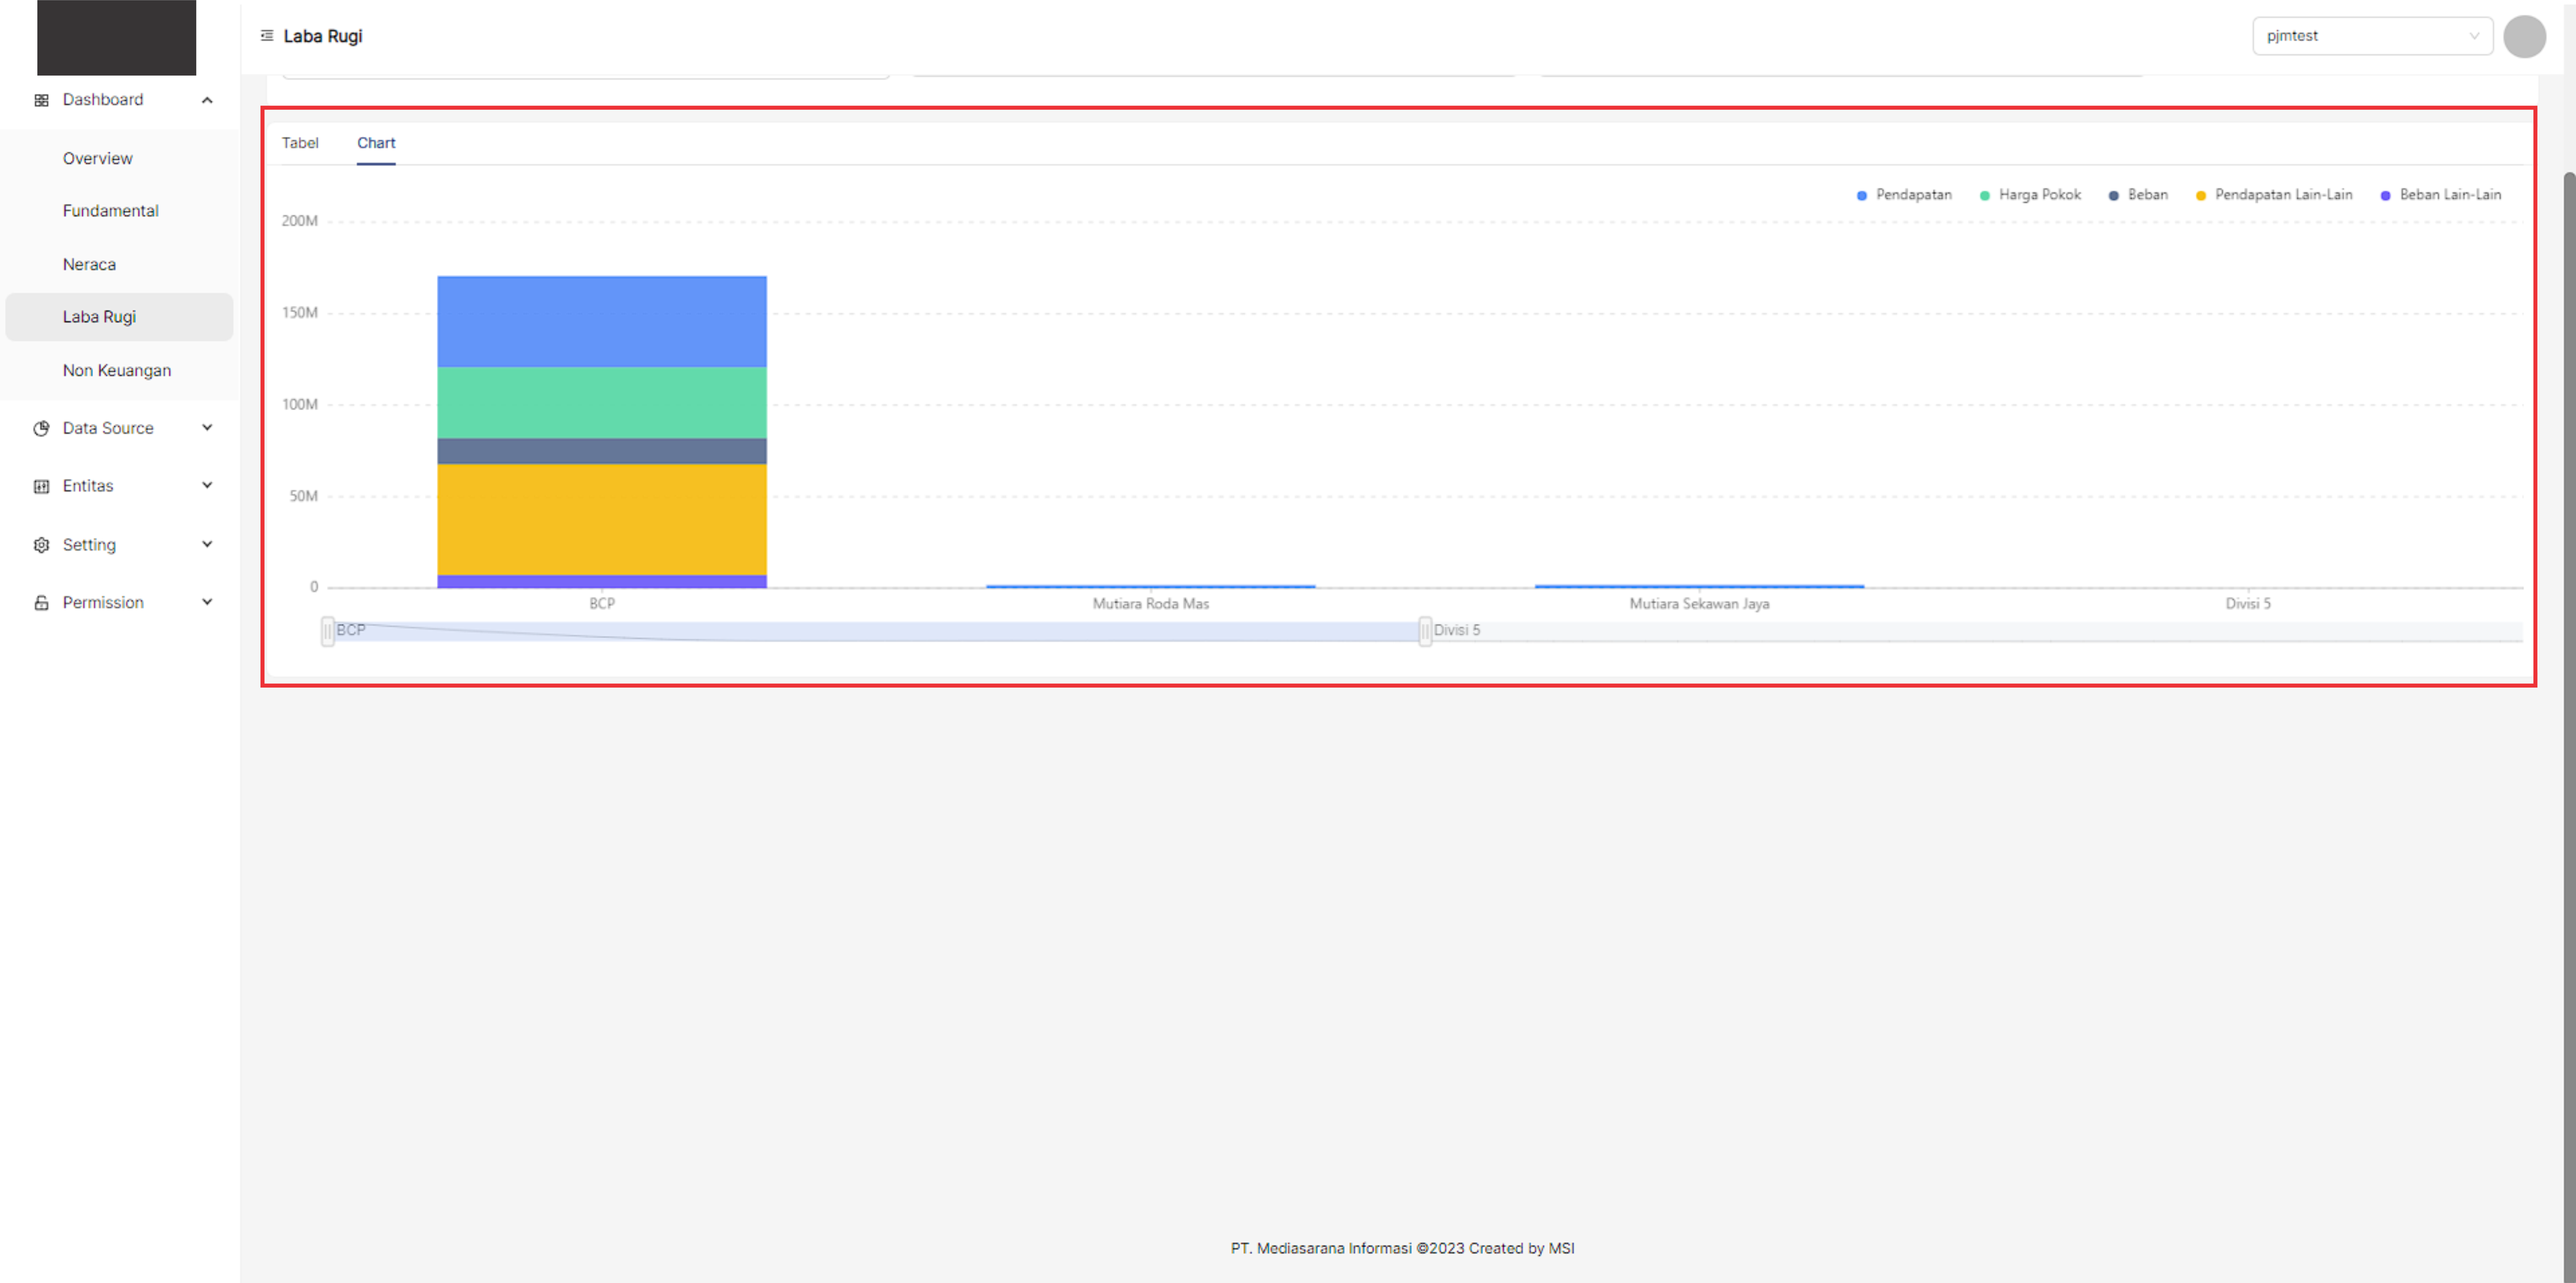 Laba Rugi
pjmtest
Dashboard
Overview
Fundamental
Neraca
Laba Rugi
Non Keuangan
Data Source
Entitas
Setting
Permission
Tabel Chart
Pendapatan Harga Pokok Beban Pendapatan Lain-Lain Beban Lain-Lain
200M
150M
100M
50M
0
BCP Mutiara Roda Mas Mutiara Sekawan Jaya Divisi 5
BCP Divisi 5
PT. Mediasarana Informasi ©2023 Created by MSI